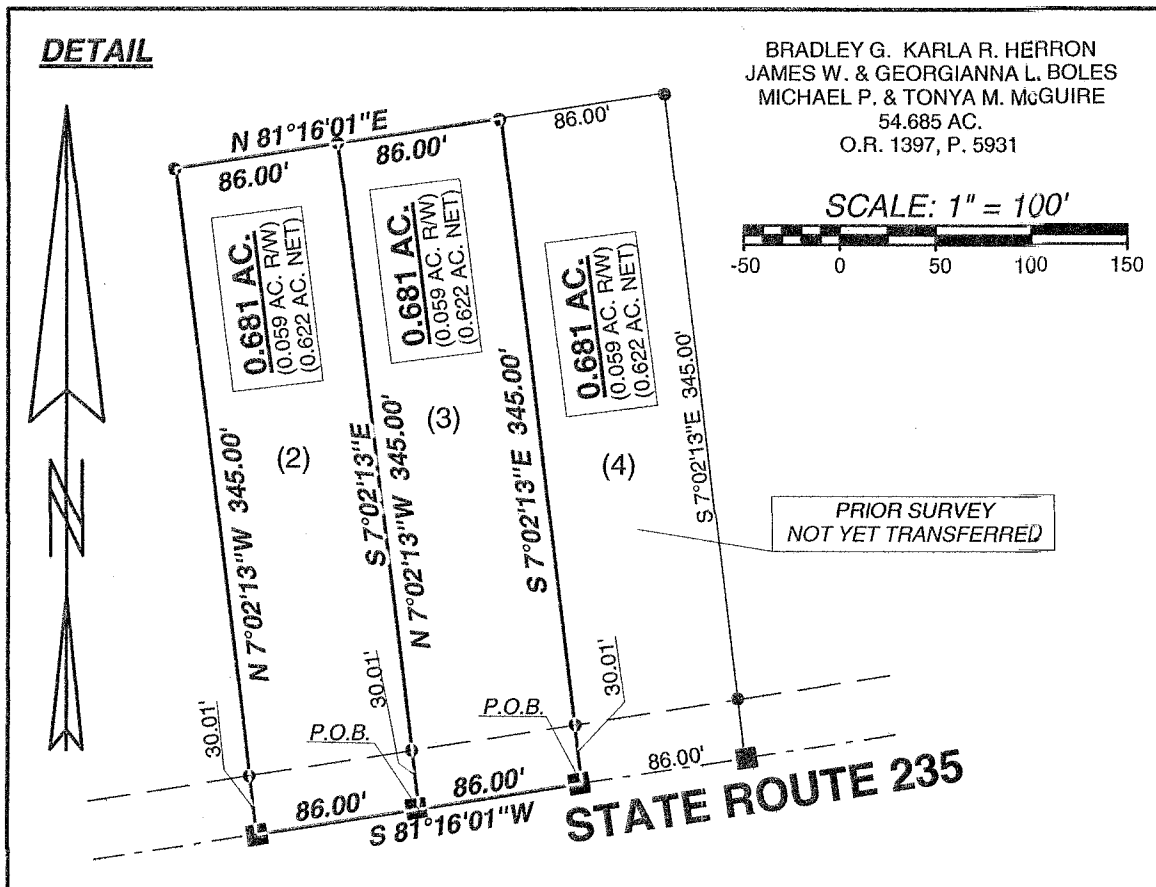 DETAIL
BRADLEY G. KARLA R. HERRON
JAMES W. & GEORGIANNA L. BOLES
MICHAEL P. & TONYA M. McGUIRE
54.685 AC.
O.R. 1397, P. 5931
SCALE: 1" = 100'
-50 0 50 100 150
N 81°16'01"E
86.00'
86.00'
86.00'
0.681 AC.
(0.059 AC. R/W)
(0.622 AC. NET)
0.681 AC.
(0.059 AC. R/W)
(0.622 AC. NET)
0.681 AC.
(0.059 AC. R/W)
(0.622 AC. NET)
(2)
(3)
(4)
N 7°02'13"W 345.00'
S 7°02'13"E
N 7°02'13"W 345.00'
S 7°02'13"E 345.00'
S 7°02'13"E 345.00'
PRIOR SURVEY
NOT YET TRANSFERRED
N
30.01'
30.01'
30.01'
P.O.B.
P.O.B.
86.00'
86.00'
86.00'
S 81°16'01"W
STATE ROUTE 235